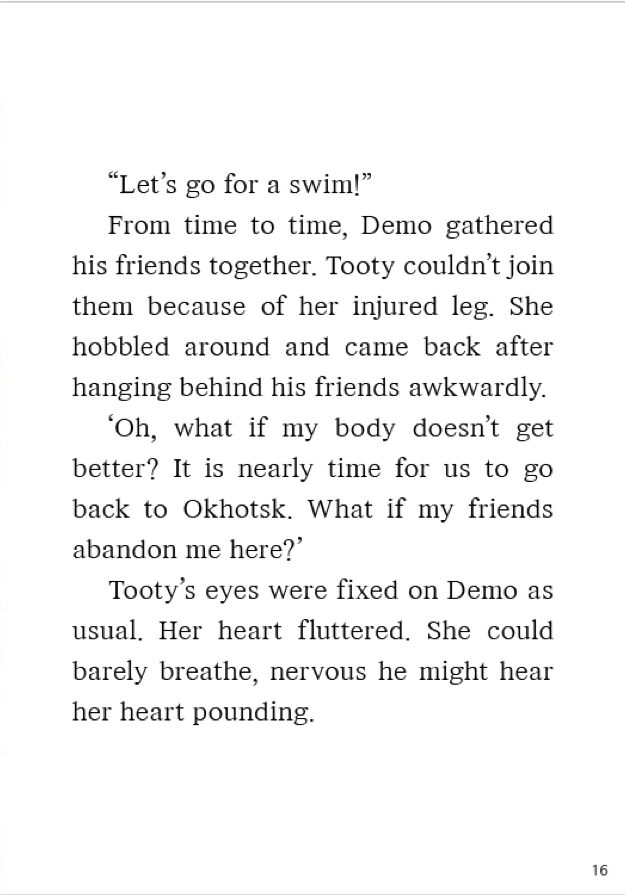 “Let’s go for a swim!”
From time to time, Demo gathered
his friends together. Tooty couldn’t join
them because of her injured leg. She
hobbled around and came back after
hanging behind his friends awkwardly.
‘Oh, what if my body doesn’t get
better? It is nearly time for us to go
back to Okhotsk. What if my friends
abandon me here?’
Tooty’s eyes were fixed on Demo as
usual. Her heart fluttered. She could
barely breathe, nervous he might hear
her heart pounding.
16